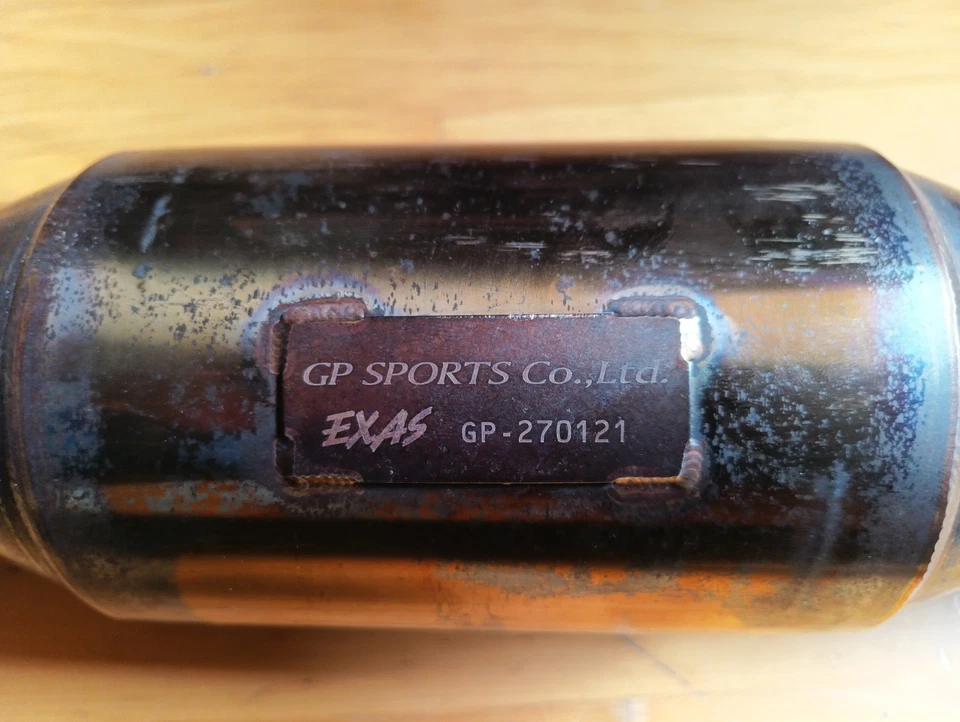 GP SPORTS Co.,Ltd.
EXAS GP-270121